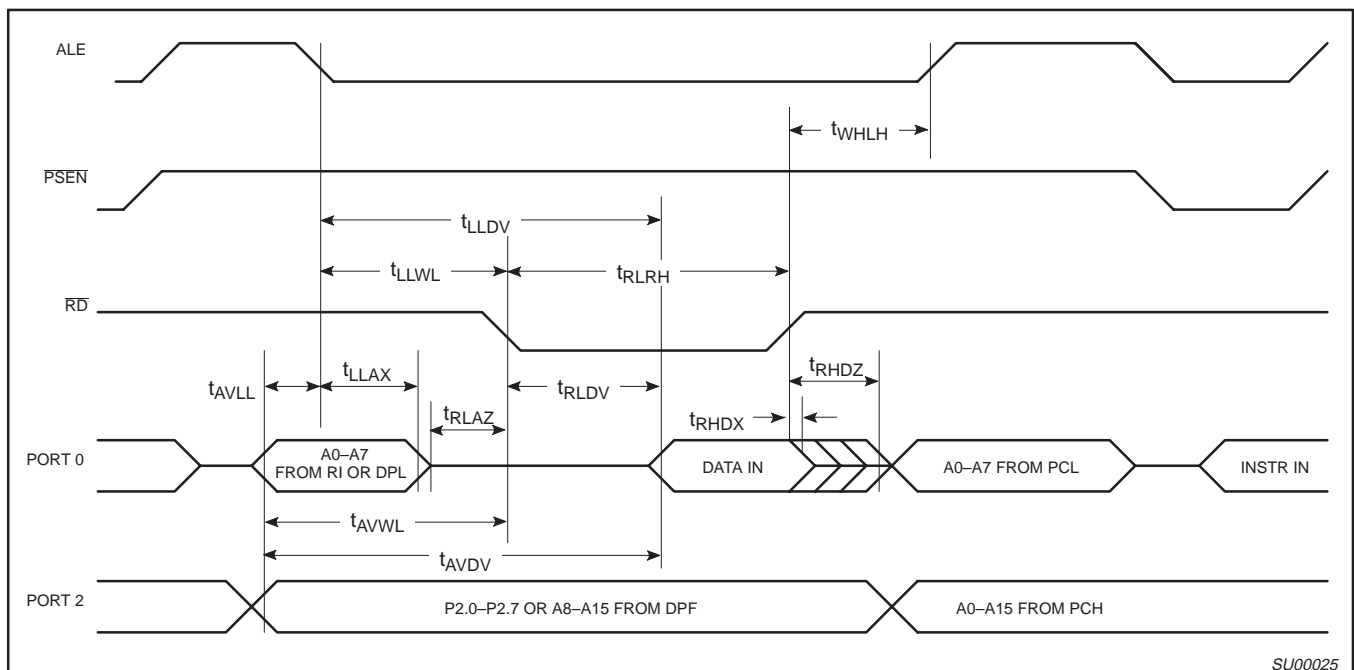 ALE
tWHLH
PSEN
tLLDV
tLLWL
tRLRH
RD
tAVLL
tLLAX
tRLAZ
tRLDV
tRHDZ
tRHDX
PORT 0
A0–A7
FROM RI OR DPL
DATA IN
A0–A7 FROM PCL
INSTR IN
tAVWL
tAVDV
PORT 2
P2.0–P2.7 OR A8–A15 FROM DPF
A0–A15 FROM PCH
SU00025